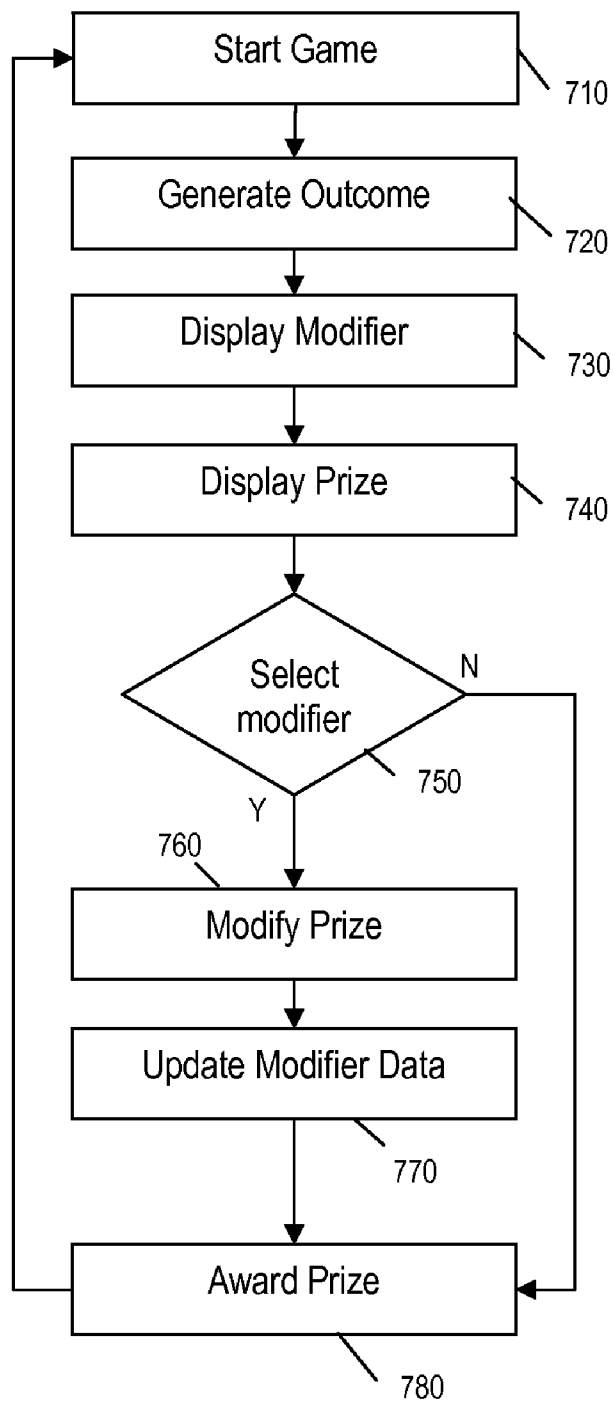 Start Game
710
Generate Outcome
720
Display Modifier
730
Display Prize
740
Select
modifier
N
750
Y
760
Modify Prize
Update Modifier Data
770
Award Prize
780